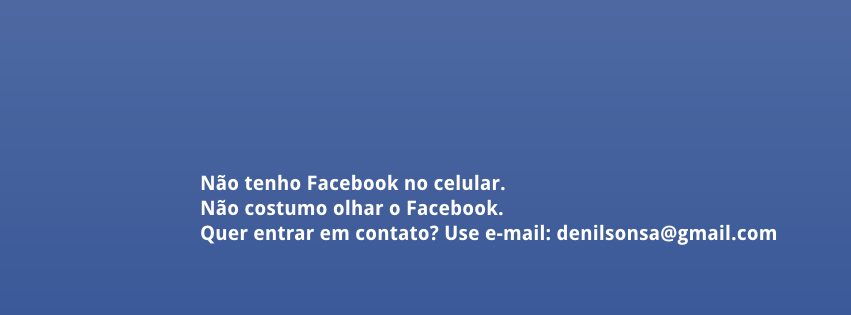 Não tenho Facebook no celular.
Não costumo olhar o Facebook.
Quer entrar em contato? Use e-mail: denilsonsa@gmail.com